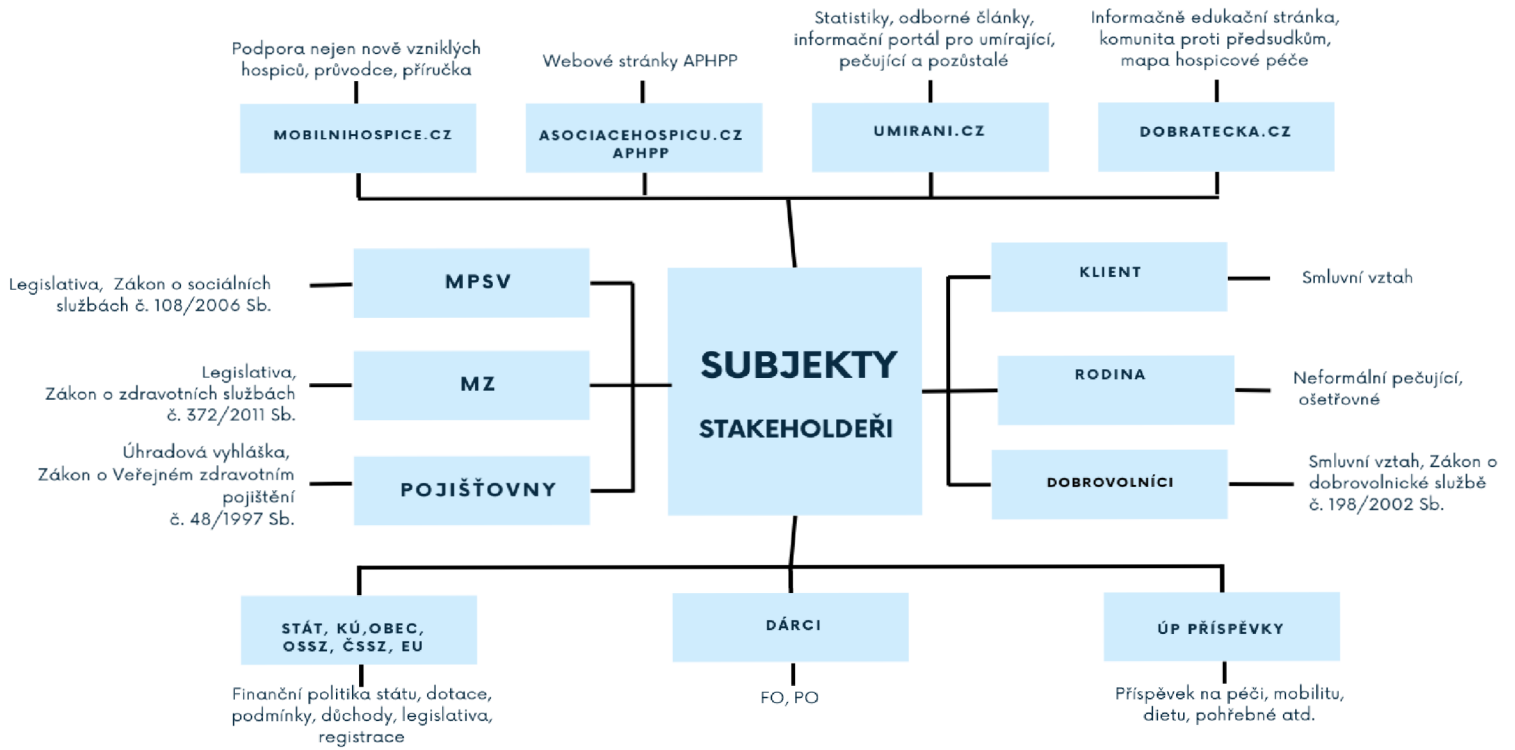 Podpora nejen nově vzniklých
hospiců, průvodce, příručka
MOBILNIHOSPICE.CZ
Webové stránky APHPP
ASOCIACEHOSPICU.CZ
APHPP
Statistiky, odborné články,
informační portál pro umírající,
pečující a pozůstalé
UMIRANI.CZ
Informačně edukační stránka,
komunita proti předsudkům,
mapa hospicové péče
DOBRATECKA.CZ
Legislativa, Zákon o sociálních
službách č. 108/2006 Sb.
MPSV
Legislativa,
Zákon o zdravotních službách
č. 372/2011 Sb.
MZ
Úhradová vyhláška,
Zákon o Veřejném zdravotním
pojištění
č. 48/1997 Sb.
POJIŠŤOVNY
SUBJEKTY
STAKEHOLDEŘI
KLIENT
Smluvní vztah
RODINA
Neformální pečující,
ošetřovné
DOBROVOLNÍCI
Smluvní vztah, Zákon o
dobrovolnické službě
č. 198/2002 Sb.
STÁT, KÚ,OBEC,
OSSZ, ČSSZ, EU
Finanční politika státu, dotace,
podmínky, důchody, legislativa,
registrace
DÁRCI
FO, PO
ÚP PŘÍSPĚVKY
Příspěvek na péči, mobilitu,
dietu, pohřebné atd.